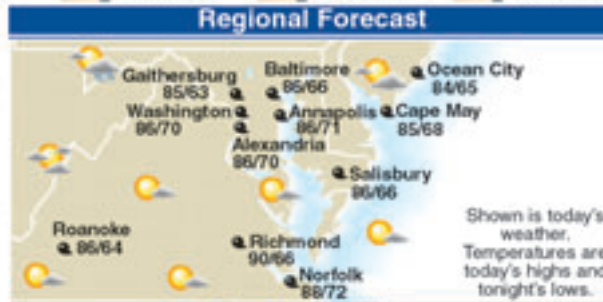 Regional Forecast
Gaithersburg
85/63
Baltimore
86/66
Ocean City
84/65
Washington
86/70
Annapolis
86/71
Cape May
85/68
Alexandria
86/70
Salisbury
86/66
Roanoke
86/64
Richmond
90/66
Norfolk
88/72
Shown is today's
weather.
Temperatures are
today's highs and
tonight's lows.